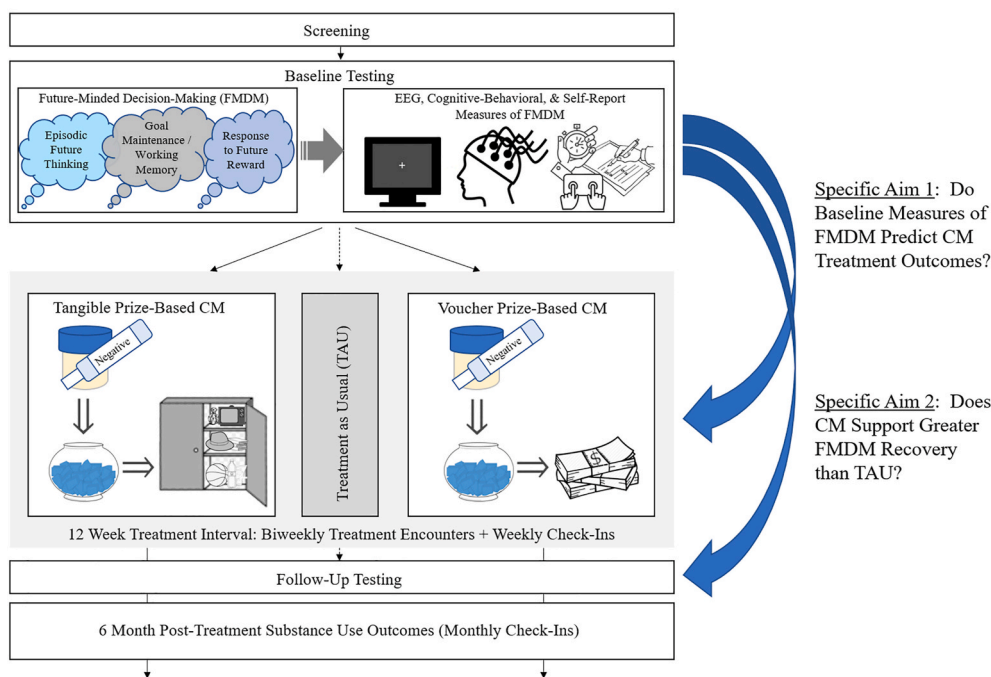 Screening
Baseline Testing
Future-Minded Decision-Making (FMDM)
Episodic
Future
Thinking
Goal
Maintenance /
Working
Memory
Response
to Future
Reward
EEG, Cognitive-Behavioral, & Self-Report
Measures of FMDM
Specific Aim 1: Do
Baseline Measures of
FMDM Predict CM
Treatment Outcomes?
Tangible Prize-Based CM
Negative
Treatment as Usual (TAU)
Voucher Prize-Based CM
Negative
$
Specific Aim 2: Does
CM Support Greater
FMDM Recovery
than TAU?
12 Week Treatment Interval: Biweekly Treatment Encounters + Weekly Check-Ins
Follow-Up Testing
6 Month Post-Treatment Substance Use Outcomes (Monthly Check-Ins)